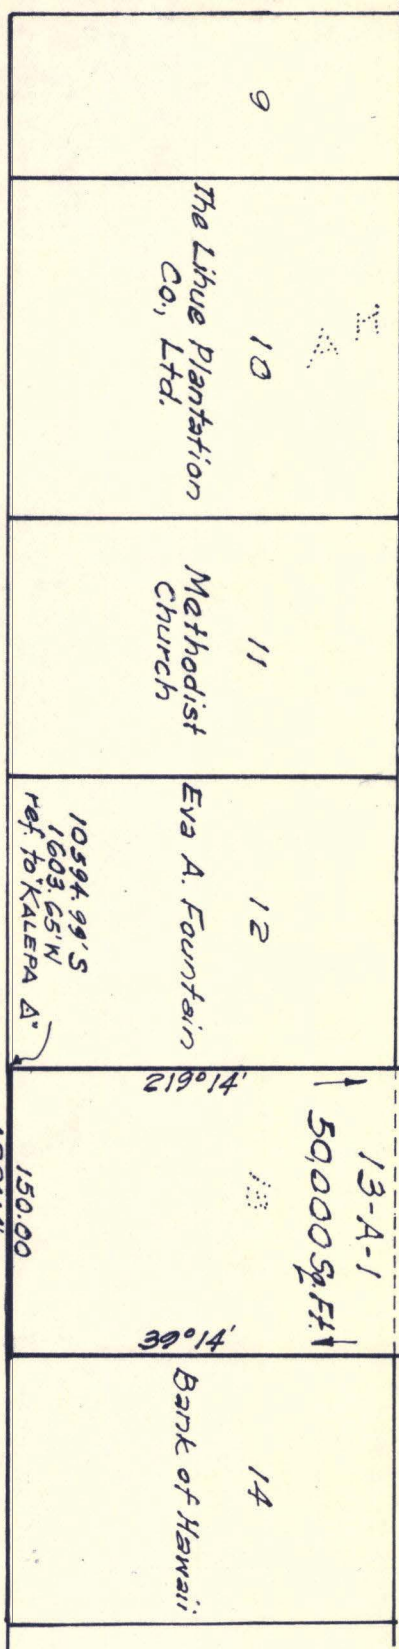 9
10
The Lihue Plantation
Co., Ltd.
11
Methodist
Church
12
Eva A. Fountain
10594.99'S
1603.65'W
ref. to "KALEPA Δ"
219°14'
13-A-1
50,000 Sq.Ft.
13
150.00
39°14'
14
Bank of Hawaii